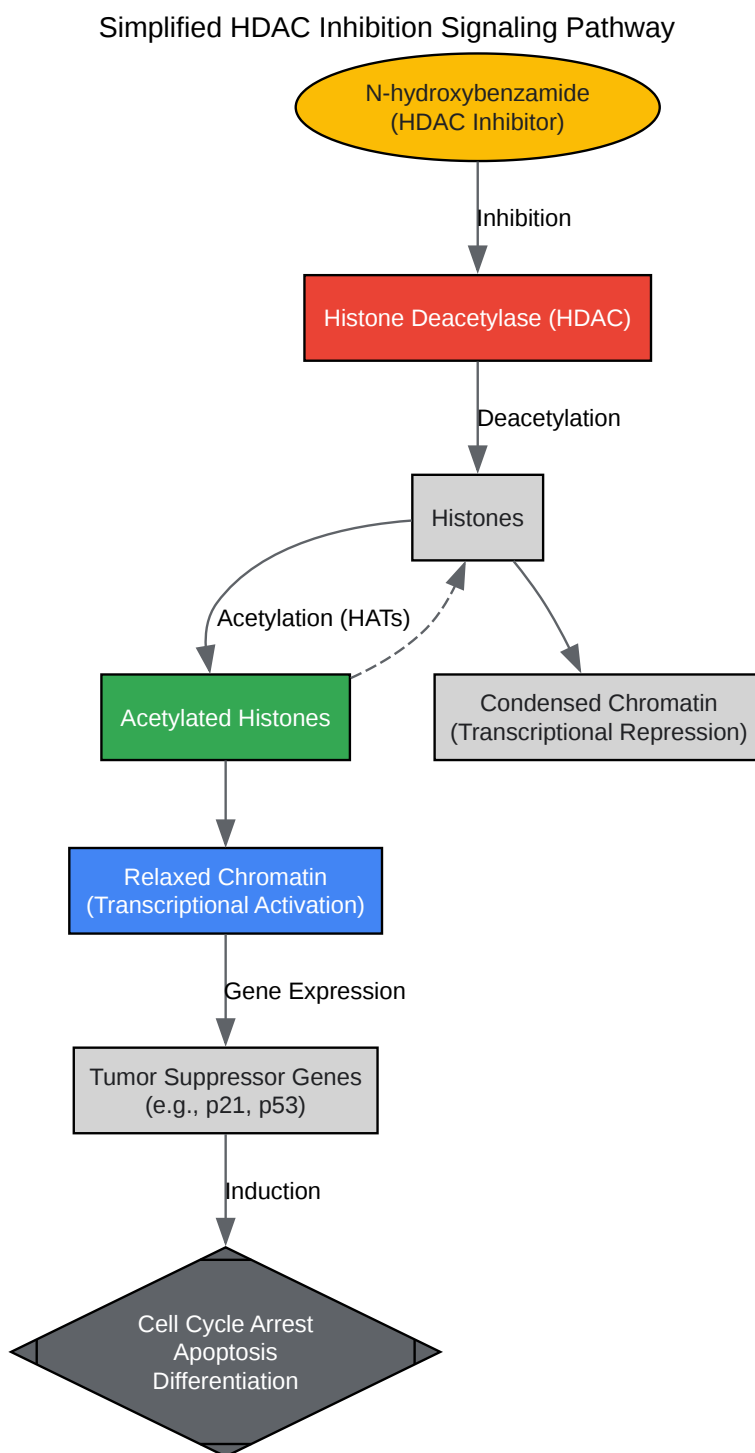 Simplified HDAC Inhibition Signaling Pathway
N-hydroxybenzamide
(HDAC Inhibitor)
Inhibition
Histone Deacetylase (HDAC)
Deacetylation
Histones
Acetylation (HATs)
Acetylated Histones
Condensed Chromatin
(Transcriptional Repression)
Relaxed Chromatin
(Transcriptional Activation)
Gene Expression
Tumor Suppressor Genes
(e.g., p21, p53)
Induction
Cell Cycle Arrest
Apoptosis
Differentiation